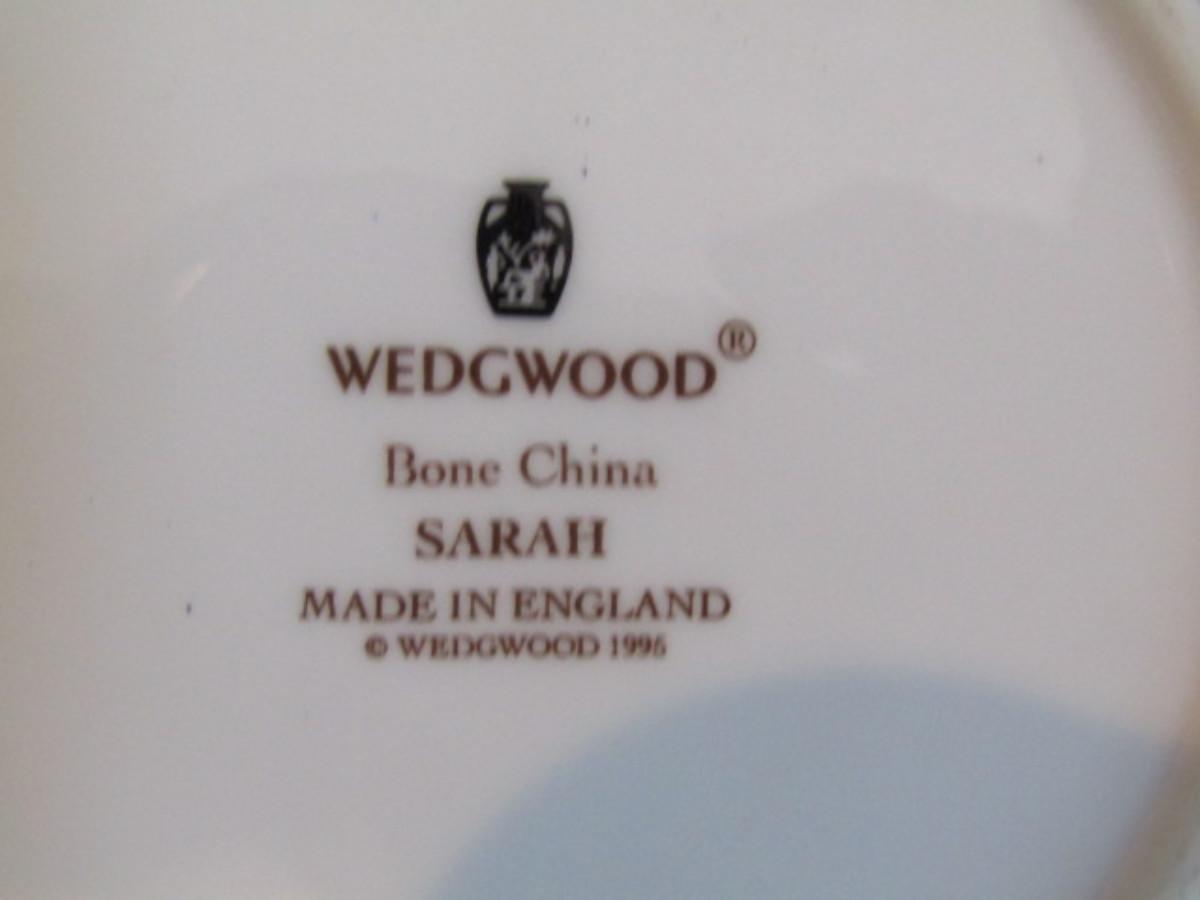 WEDGWOOD®
Bone China
SARAH
MADE IN ENGLAND
© WEDGWOOD 1996